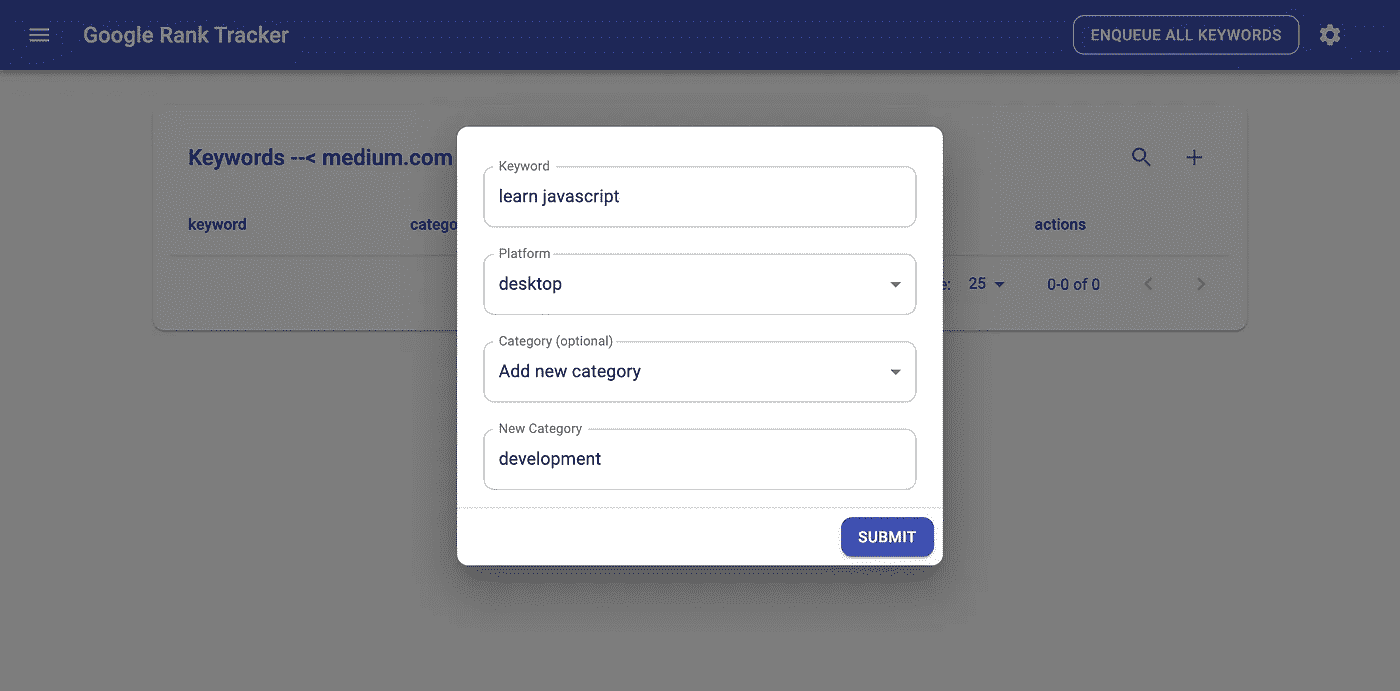 Google Rank Tracker
ENQUEUE ALL KEYWORDS
Keywords --< medium.com
keyword
catego
actions
e:
25
0-0 of 0
Keyword
learn javascript
Platform
desktop
Category (optional)
Add new category
New Category
development
SUBMIT